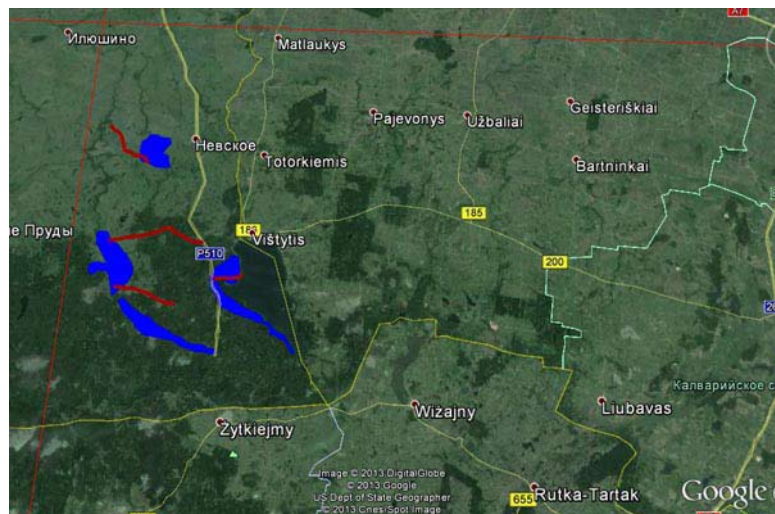 A7
Илюшино
Matlaukys
Geisteriškiai
Pajevonys
Užbaliai
Невское
Totorkiemis
Bartninkai
185
е Пруды
Vištytis
P510
200
Калварийское с
Wiżajny
Liubavas
Żytkiejmy
Image © 2013 DigitalGlobe
© 2013 Google
US Dept of State Geographer
© 2013 Cnes/Spot Image
655
Rutka-Tartak
Google